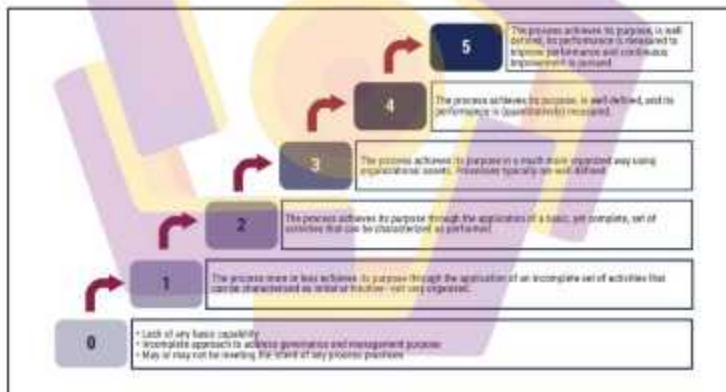 5
The process achieves its purpose, is well
defined, its performance is measured to
improve performance and continuous
improvement is pursued
4
The process achieves its purpose, is well defined, and its
performance is (quantitatively) measured.
3
The process achieves its purpose in a much more organized way using
organizational assets. Processes typically are well defined
2
The process achieves its purpose through the application of a basic, yet complete, set of
activities that can be characterized as performed
1
The process more or less achieves its purpose through the application of an incomplete set of activities that
can be characterized as initial or intuitive - not very organized.
0
• Lack of any basic capability
• Incomplete approach to address governance and management purpose
• May or may not be meeting the intent of any process practices